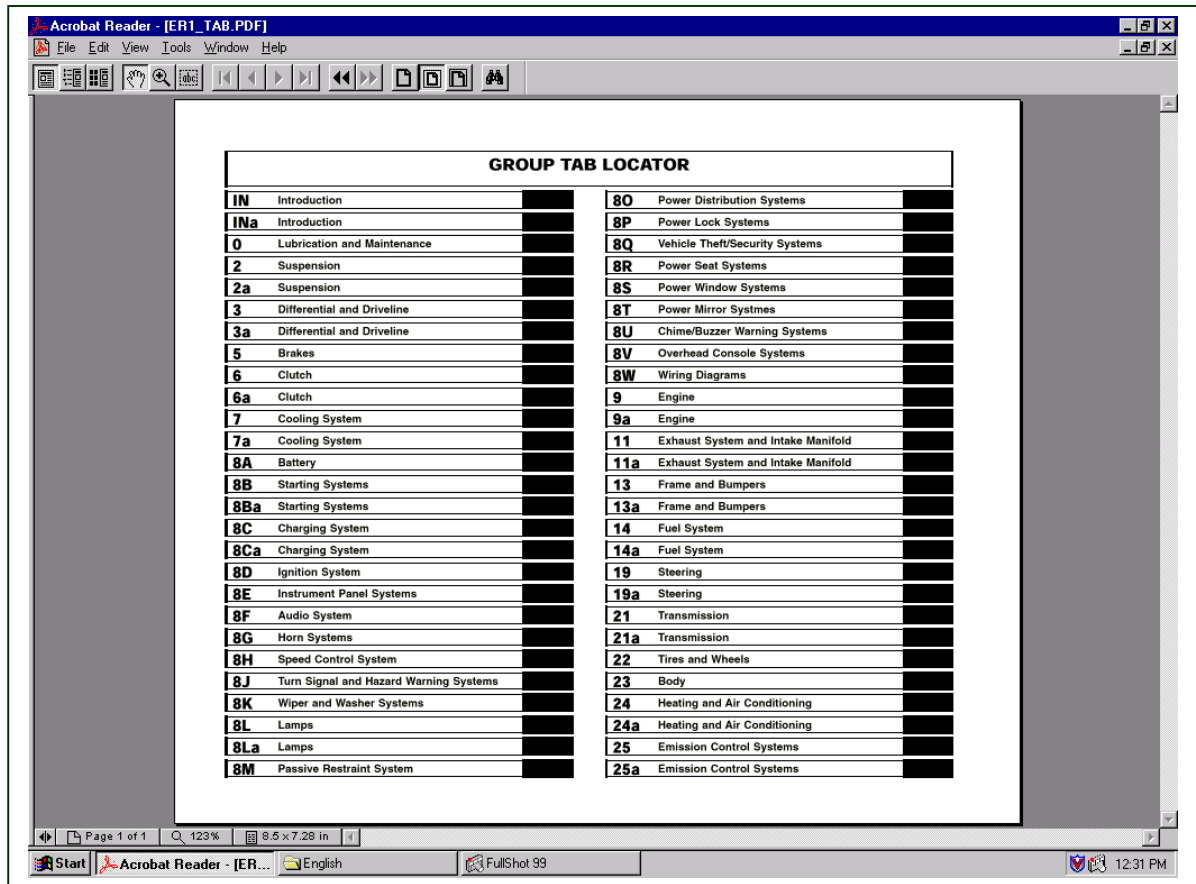 Acrobat Reader - [ER1_TAB.PDF]
File Edit View Tools Window Help
abc
GROUP TAB LOCATOR
IN Introduction
INa Introduction
0 Lubrication and Maintenance
2 Suspension
2a Suspension
3 Differential and Driveline
3a Differential and Driveline
5 Brakes
6 Clutch
6a Clutch
7 Cooling System
7a Cooling System
8A Battery
8B Starting Systems
8Ba Starting Systems
8C Charging System
8Ca Charging System
8D Ignition System
8E Instrument Panel Systems
8F Audio System
8G Horn Systems
8H Speed Control System
8J Turn Signal and Hazard Warning Systems
8K Wiper and Washer Systems
8L Lamps
8La Lamps
8M Passive Restraint System
8O Power Distribution Systems
8P Power Lock Systems
8Q Vehicle Theft/Security Systems
8R Power Seat Systems
8S Power Window Systems
8T Power Mirror Systmes
8U Chime/Buzzer Warning Systems
8V Overhead Console Systems
8W Wiring Diagrams
9 Engine
9a Engine
11 Exhaust System and Intake Manifold
11a Exhaust System and Intake Manifold
13 Frame and Bumpers
13a Frame and Bumpers
14 Fuel System
14a Fuel System
19 Steering
19a Steering
21 Transmission
21a Transmission
22 Tires and Wheels
23 Body
24 Heating and Air Conditioning
24a Heating and Air Conditioning
25 Emission Control Systems
25a Emission Control Systems
Page 1 of 1 123% 8.5 x 7.28 in
Start Acrobat Reader - [ER... English FullShot 99 12:31 PM